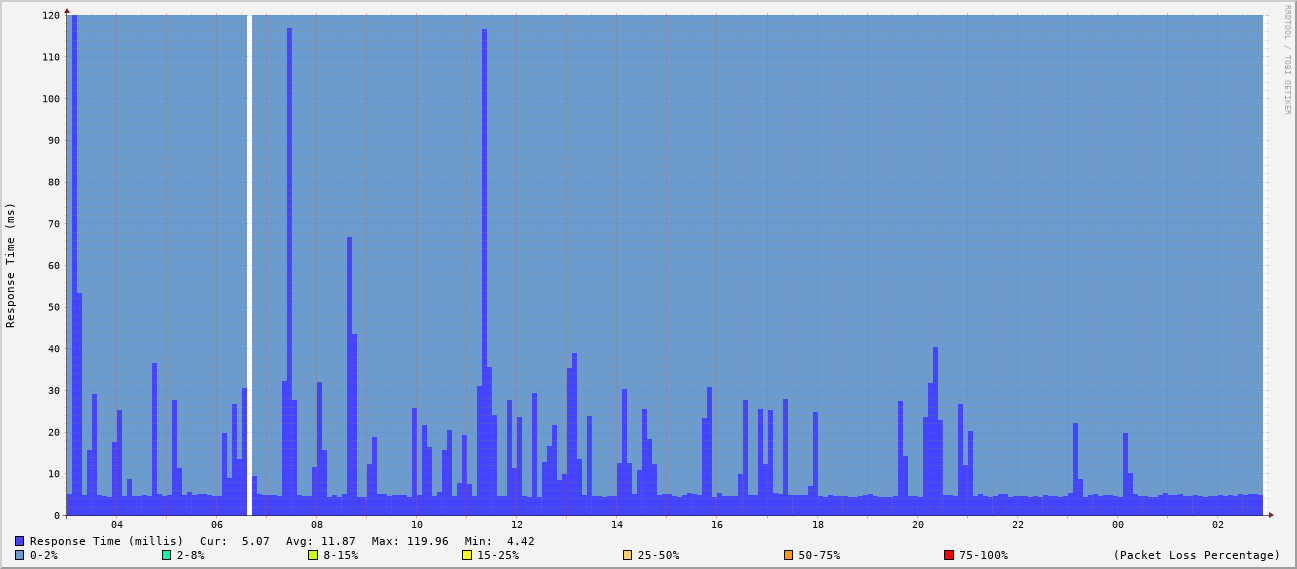 RRDTOOL / TOBI OETIKER
Response Time (ms)
120
110
100
90
80
70
60
50
40
30
20
10
0
04 06 08 10 12 14 16 18 20 22 00 02
Response Time (millis) Cur: 5.07 Avg: 11.87 Max: 119.96 Min: 4.42
0-2% 2-8% 8-15% 15-25% 25-50% 50-75% 75-100% (Packet Loss Percentage)